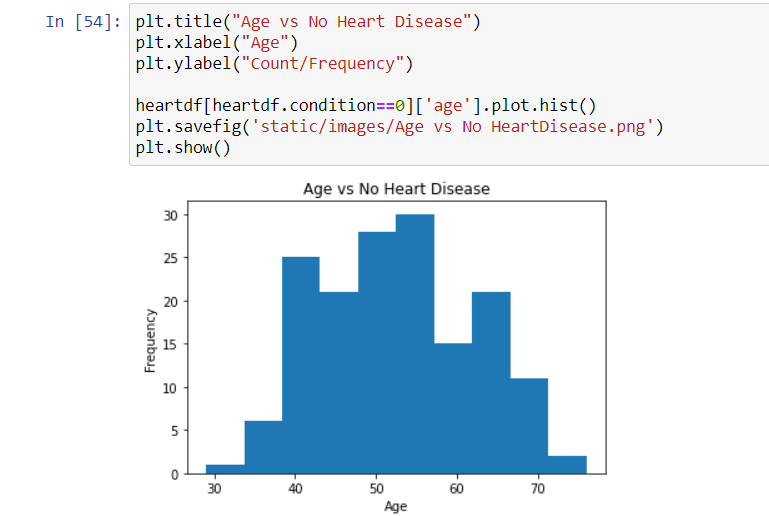 In [54]: plt.title("Age vs No Heart Disease")
plt.xlabel("Age")
plt.ylabel("Count/Frequency")
heartdf[heartdf.condition==0]['age'].plot.hist()
plt.savefig('static/images/Age vs No HeartDisease.png')
plt.show()
Age vs No Heart Disease
30
25
20
15
10
5
0
Frequency
30 40 50 60 70
Age